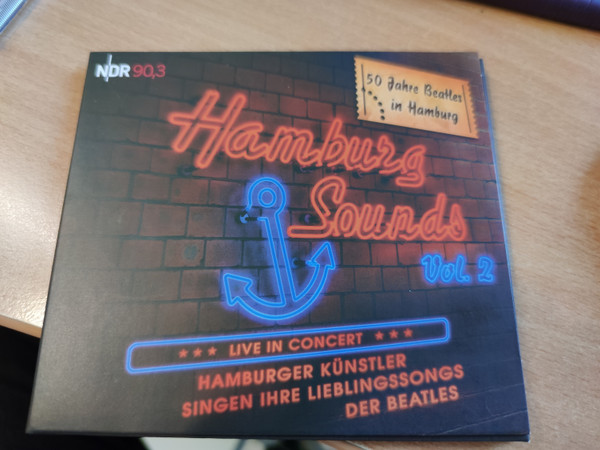 NDR 90,3
50 Jahre Beatles
in Hamburg
Hamburg
Sounds
Vol. 2
*** LIVE IN CONCERT ***
HAMBURGER KÜNSTLER
SINGEN IHRE LIEBLINGSSONGS
DER BEATLES